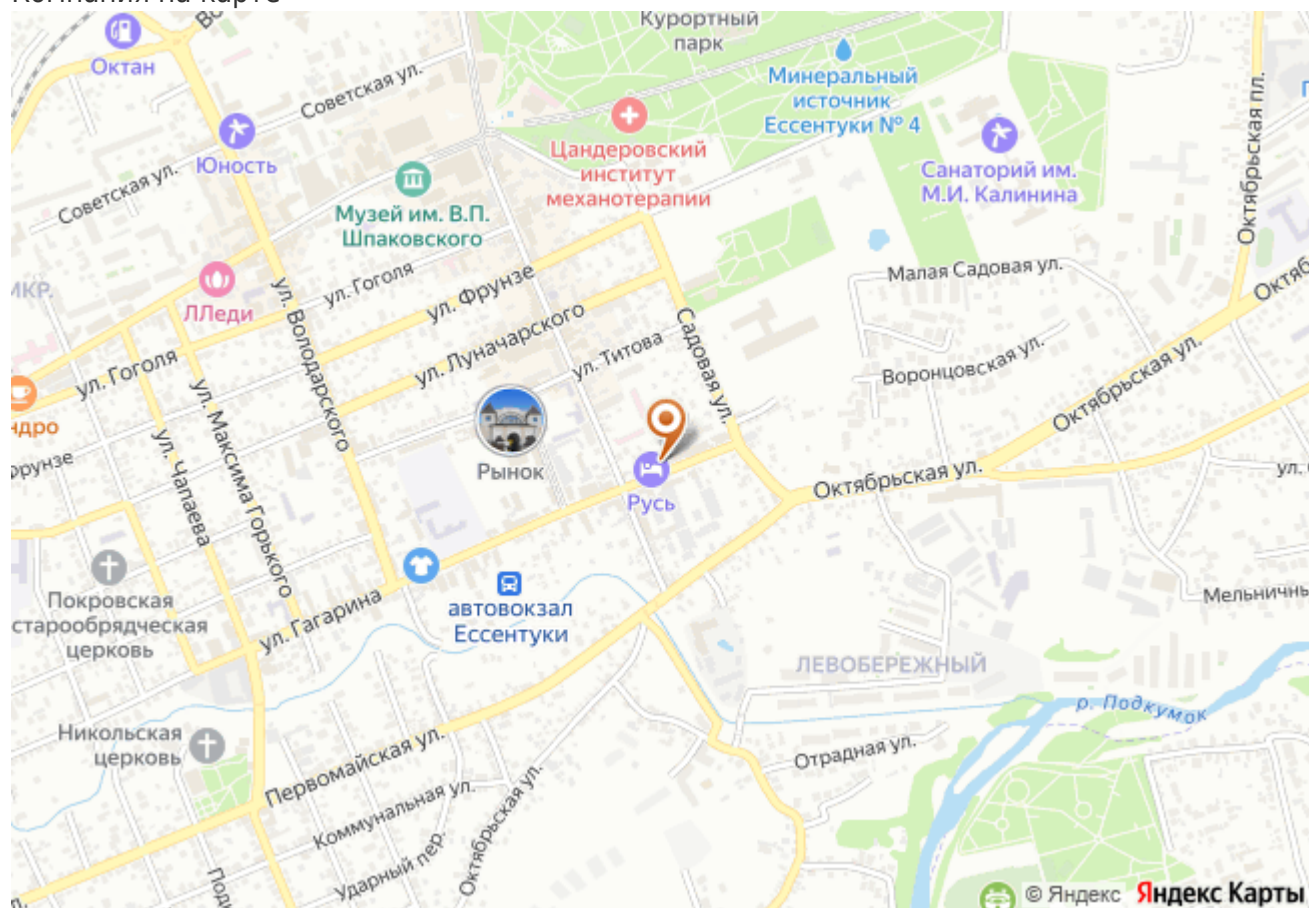 Компания на карте
Октан
Советская ул.
Юность
Советская ул.
Курортный
парк
Минеральный
источник
Ессентуки № 4
Цандеровский
институт
механотерапии
Санаторий им.
М.И. Калинина
Октябрьская пл.
Музей им. В.П.
Шпаковского
ЛЛеди
МКР.
ул. Гоголя
ул. Фрунзе
ул. Володарского
ул. Луначарского
ул. Титова
Садовая ул.
Малая Садовая ул.
Воронцовская ул.
Октябрьская ул.
ул. Гоголя
ул. Максима Горького
ул. Чапаева
Рынок
Русь
Октябрьская ул.
Покровская
старообрядческая
церковь
ул. Гагарина
автовокзал
Ессентуки
ЛЕВОБЕРЕЖНЫЙ
р. Подкумок
Отрадная ул.
Никольская
церковь
Первомайская ул.
Коммунальная ул.
Ударный пер.
Октябрьская ул.
© Яндекс Яндекс Карты